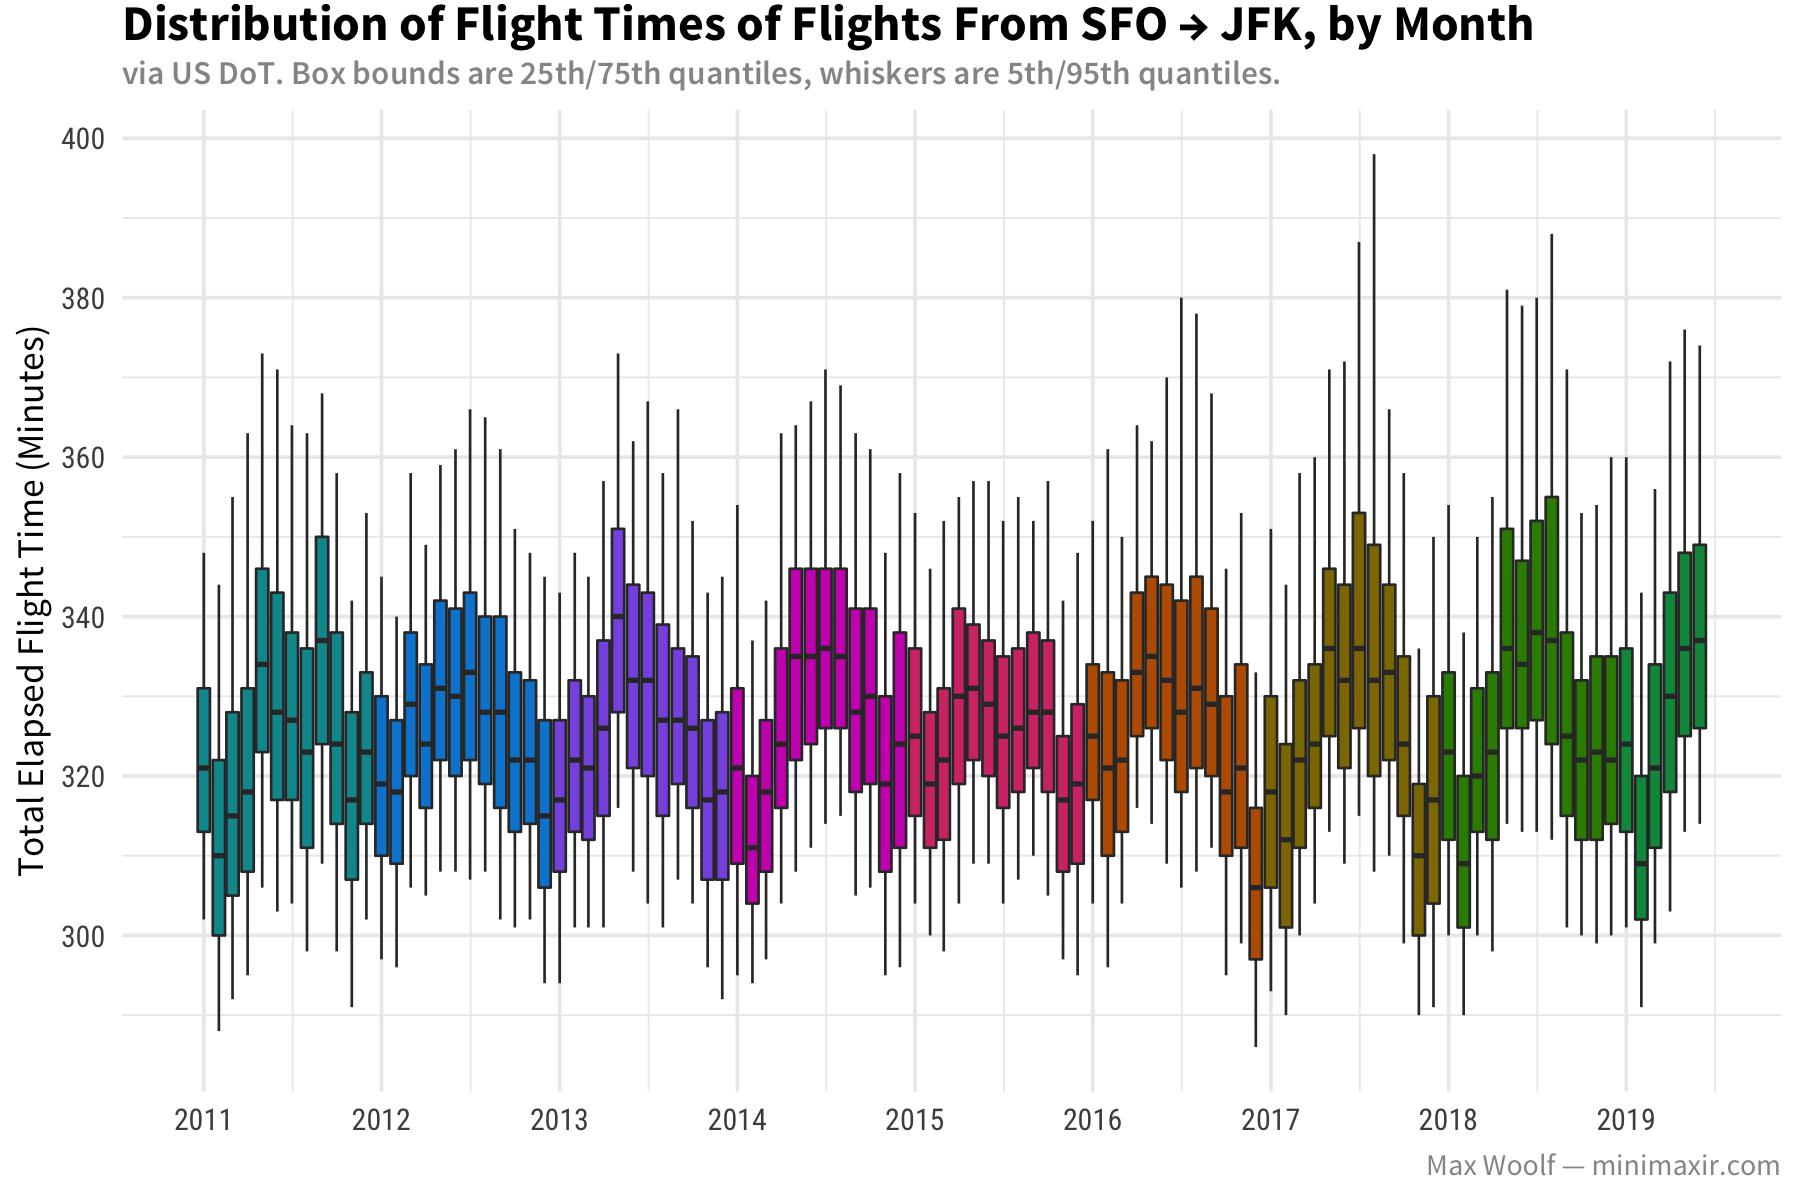 Distribution of Flight Times of Flights From SFO → JFK, by Month
via US DoT. Box bounds are 25th/75th quantiles, whiskers are 5th/95th quantiles.
Total Elapsed Flight Time (Minutes)
400
380
360
340
320
300
2011 2012 2013 2014 2015 2016 2017 2018 2019
Max Woolf — minimaxir.com